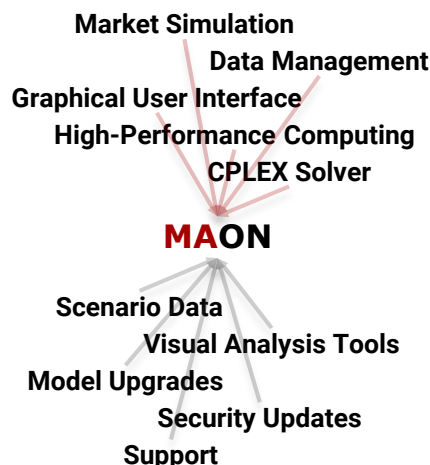 Market Simulation
Data Management
Graphical User Interface
High-Performance Computing
CPLEX Solver
MAON
Scenario Data
Visual Analysis Tools
Model Upgrades
Security Updates
Support